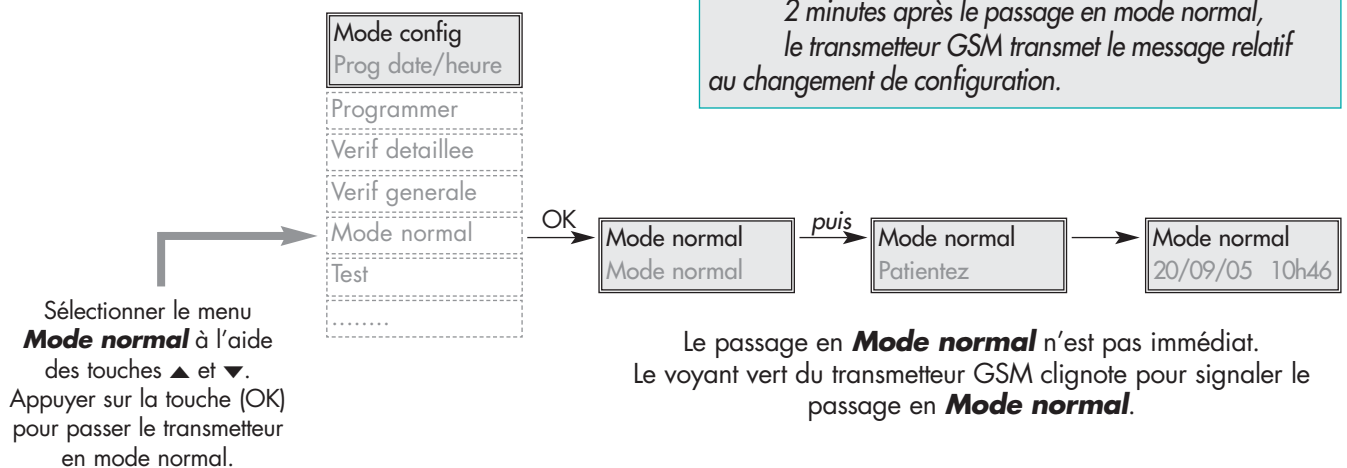 2 minutes après le passage en mode normal,
le transmetteur GSM transmet le message relatif
au changement de configuration.
Mode config
Prog date/heure
Programmer
Verif detaillee
Verif generale
Mode normal
Test
........
OK
Mode normal
Mode normal
puis
Mode normal
Patientez
Mode normal
20/09/05 10h46
Sélectionner le menu
Mode normal à l’aide
des touches ▲ et ▼.
Appuyer sur la touche (OK)
pour passer le transmetteur
en mode normal.
Le passage en Mode normal n’est pas immédiat.
Le voyant vert du transmetteur GSM clignote pour signaler le
passage en Mode normal.